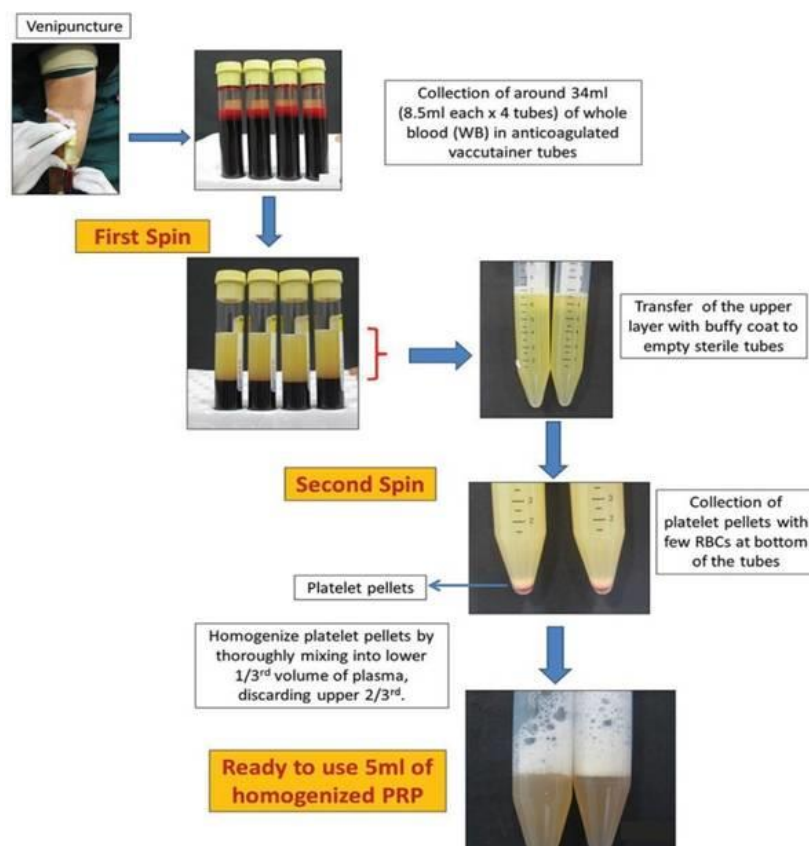 Venipuncture
Collection of around 34ml
(8.5ml each x 4 tubes) of whole
blood (WB) in anticoagulated
vaccutainer tubes
First Spin
Transfer of the upper
layer with buffy coat to
empty sterile tubes
Second Spin
Collection of
platelet pellets with
few RBCs at bottom
of the tubes
Platelet pellets
Homogenize platelet pellets by
thoroughly mixing into lower
1/3rd volume of plasma,
discarding upper 2/3rd.
Ready to use 5ml of
homogenized PRP